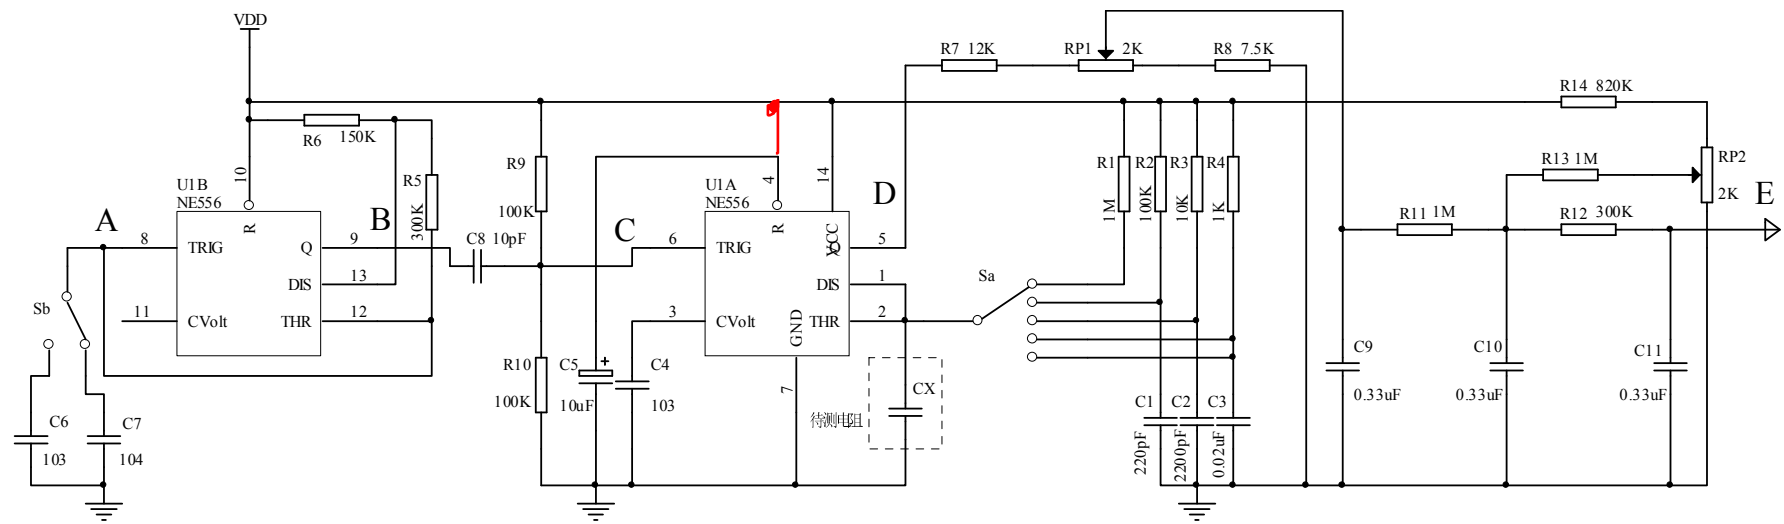 VDD
R7 12K
RP1
2K
R8 7.5K
R14 820K
R6
150K
R9
100K
10
4
14
R1
1M
R2
100K
R3
10K
R4
1K
R13 1M
RP2
2K
U1B
NE556
R5
300K
U1A
NE556
D
A
B
C
E
R
R
VCC
8
TRIG
Q
9
C8
10pF
6
TRIG
Q
5
R11 1M
R12 300K
DIS
13
DIS
1
Sa
Sb
11
CVolt
THR
12
3
CVolt
GND
THR
2
R10
100K
C5
+
10uF
C4
103
7
CX
待测电阻
C1
220pF
C2
2200pF
C3
0.02uF
C9
0.33uF
C10
0.33uF
C11
0.33uF
C6
103
C7
104